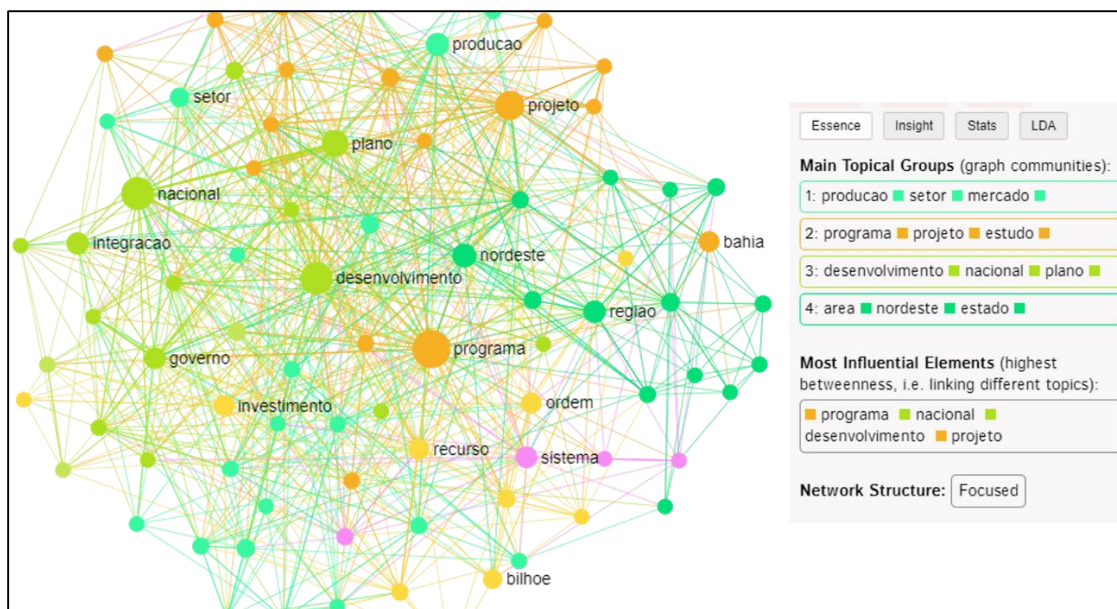 producao
setor
projeto
plano
nacional
integracao
bahia
nordeste
desenvolvimento
regiao
programa
governo
investimento
ordem
recurso
sistema
bilhoe
Essence
Insight
Stats
LDA
Main Topical Groups (graph communities):
1: producao setor mercado
2: programa projeto estudo
3: desenvolvimento nacional plano
4: area nordeste estado
Most Influential Elements (highest
betweenness, i.e. linking different topics):
programa nacional
desenvolvimento projeto
Network Structure: Focused